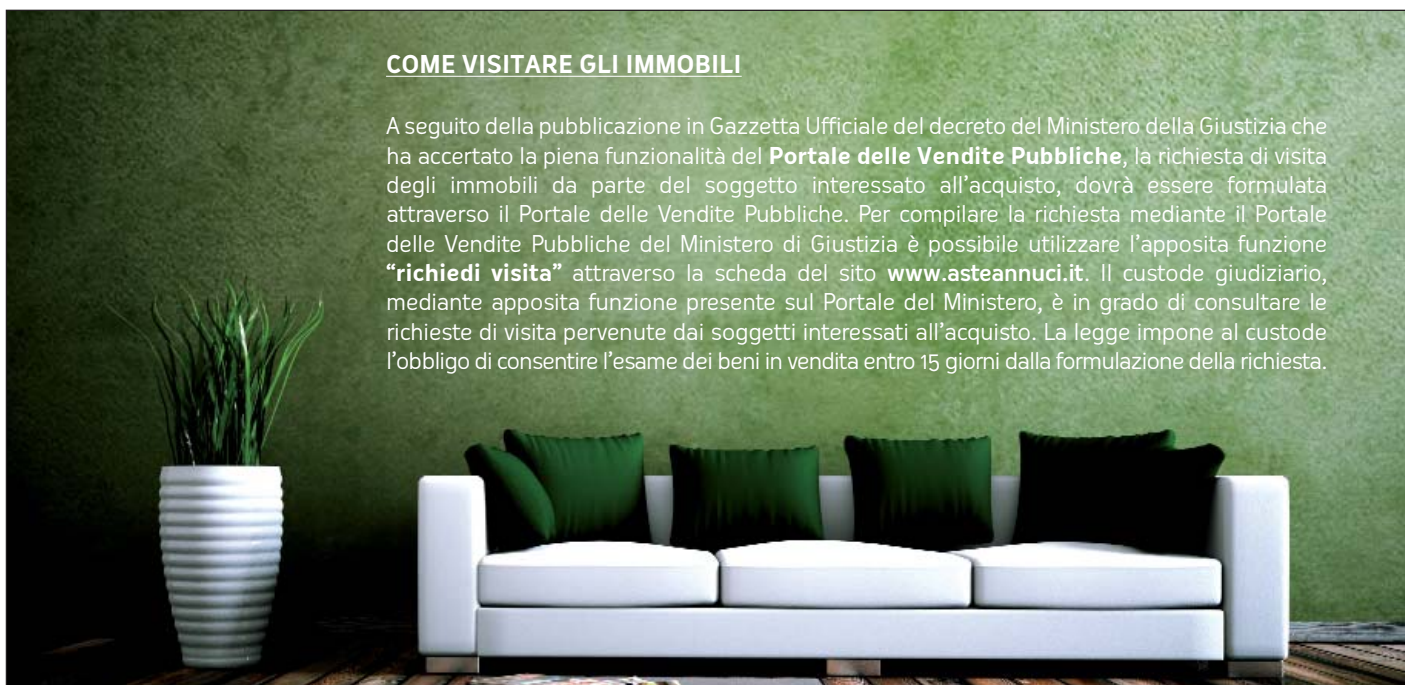 COME VISITARE GLI IMMOBILI
A seguito della pubblicazione in Gazzetta Ufficiale del decreto del Ministero della Giustizia che
ha accertato la piena funzionalità del Portale delle Vendite Pubbliche, la richiesta di visita
degli immobili da parte del soggetto interessato all'acquisto, dovrà essere formulata
attraverso il Portale delle Vendite Pubbliche. Per compilare la richiesta mediante il Portale
delle Vendite Pubbliche del Ministero di Giustizia è possibile utilizzare l'apposita funzione
“richiedi visita” attraverso la scheda del sito www.asteannuci.it. Il custode giudiziario,
mediante apposita funzione presente sul Portale del Ministero, è in grado di consultare le
richieste di visita pervenute dai soggetti interessati all'acquisto. La legge impone al custode
l'obbligo di consentire l'esame dei beni in vendita entro 15 giorni dalla formulazione della richiesta.